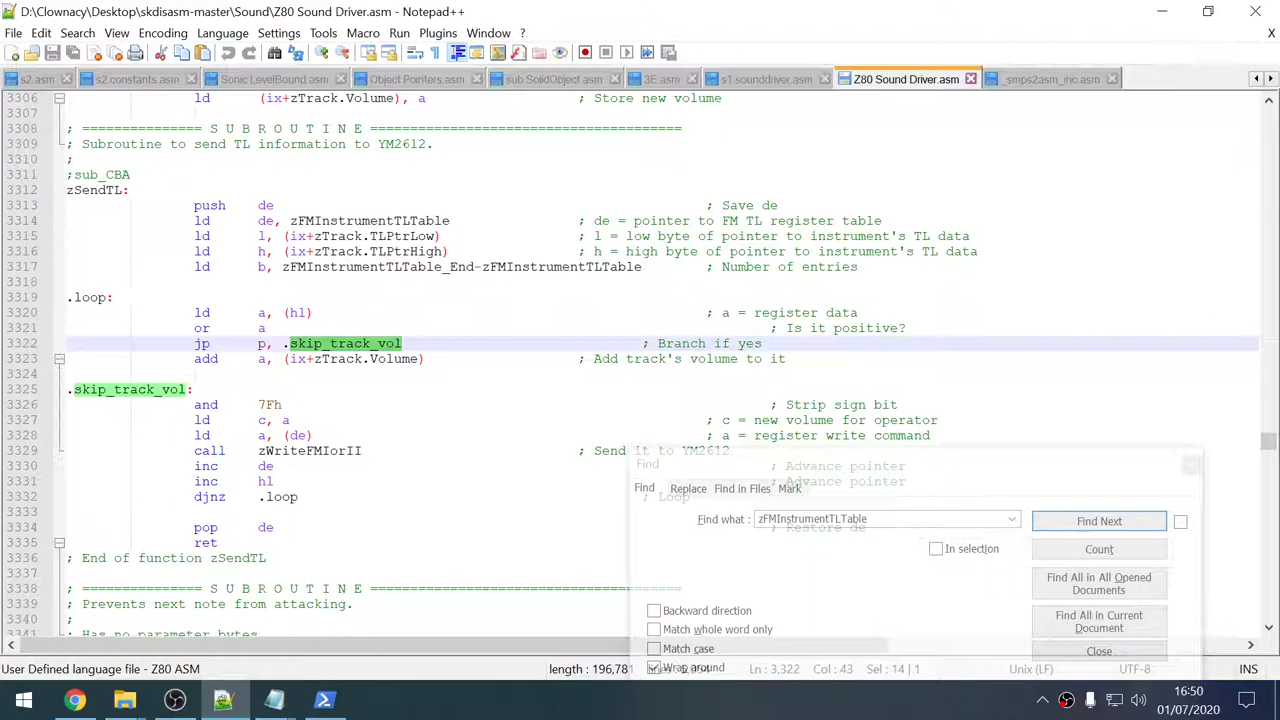 D:\Clownacy\Desktop\skdisasm-master\Sound\Z80 Sound Driver.asm - Notepad++
File Edit Search View Encoding Language Settings Tools Macro Run Plugins Window ? X
s2.asm s2.constants.asm Sonic LevelBound.asm Object Pointers.asm sub SolidObject.asm 3E.asm s1.sounddriver.asm Z80 Sound Driver.asm _smps2asm_inc.asm
3306 ld (ix+zTrack.Volume), a ; Store new volume
3307
3308 ; =============== S U B R O U T I N E =======================================
3309 ; Subroutine to send TL information to YM2612.
3310 ;
3311 ;sub_CBA
3312 zSendTL:
3313 push de ; Save de
3314 ld de, zFMInstrumentTLTable ; de = pointer to FM TL register table
3315 ld l, (ix+zTrack.TLPtrLow) ; l = low byte of pointer to instrument's TL data
3316 ld h, (ix+zTrack.TLPtrHigh) ; h = high byte of pointer to instrument's TL data
3317 ld b, zFMInstrumentTLTable_End-zFMInstrumentTLTable ; Number of entries
3318
3319 .loop:
3320 ld a, (hl) ; a = register data
3321 or a ; Is it positive?
3322 jp p, .skip_track_vol ; Branch if yes
3323 add a, (ix+zTrack.Volume) ; Add track's volume to it
3324
3325 .skip_track_vol:
3326 and 7Fh ; Strip sign bit
3327 ld c, a ; c = new volume for operator
3328 ld a, (de) ; a = register write command
3329 call zWriteFMIorII ; Send it to YM2612
3330 inc de ; Advance pointer
3331 inc hl ; Advance pointer
3332 djnz .loop ; Loop
3333
3334 pop de ; Restore de
3335 ret
3336 ; End of function zSendTL
3337
3338 ; =============== S U B R O U T I N E =======================================
3339 ; Prevents next note from attacking.
3340 ;
3341 ; Has no parameter bytes
Find
Find Replace Find in Files Mark
Find what : zFMInstrumentTLTable Find Next
In selection Count
Find All in All Opened Documents
Backward direction
Match whole word only
Find All in Current Document
Match case
Close
Wrap around
User Defined language file - Z80 ASM length : 196,781 Ln : 3,322 Col : 43 Sel : 14 | 1 Unix (LF) UTF-8 INS
16:50
01/07/2020